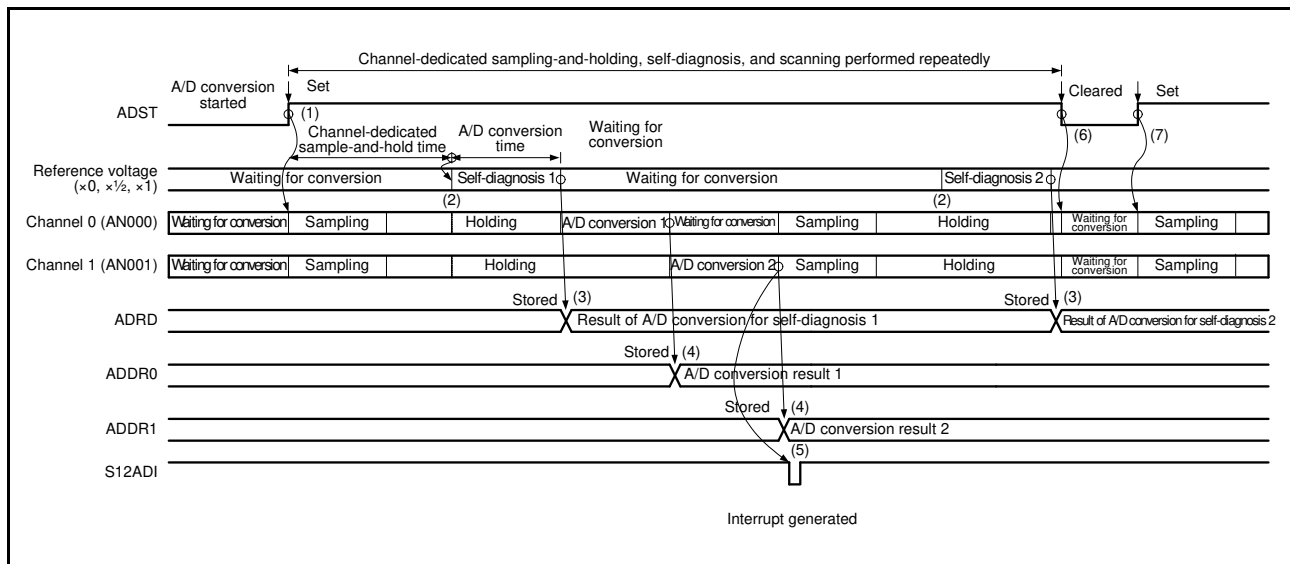 Channel-dedicated sampling-and-holding, self-diagnosis, and scanning performed repeatedly
A/D conversion started
Set
Cleared
Set
ADST
(1)
(6)
(7)
Channel-dedicated sample-and-hold time
A/D conversion time
Waiting for conversion
Reference voltage (×0, ×½, ×1)
Waiting for conversion
Self-diagnosis 1
Waiting for conversion
Self-diagnosis 2
(2)
(2)
Channel 0 (AN000)
Waiting for conversion
Sampling
Holding
A/D conversion 1
Waiting for conversion
Sampling
Holding
Waiting for conversion
Sampling
Channel 1 (AN001)
Waiting for conversion
Sampling
Holding
A/D conversion 2
Sampling
Holding
Waiting for conversion
Sampling
Stored
(3)
Stored
(3)
ADRD
Result of A/D conversion for self-diagnosis 1
Result of A/D conversion for self-diagnosis 2
Stored
(4)
ADDR0
A/D conversion result 1
Stored
(4)
ADDR1
A/D conversion result 2
(5)
S12ADI
Interrupt generated